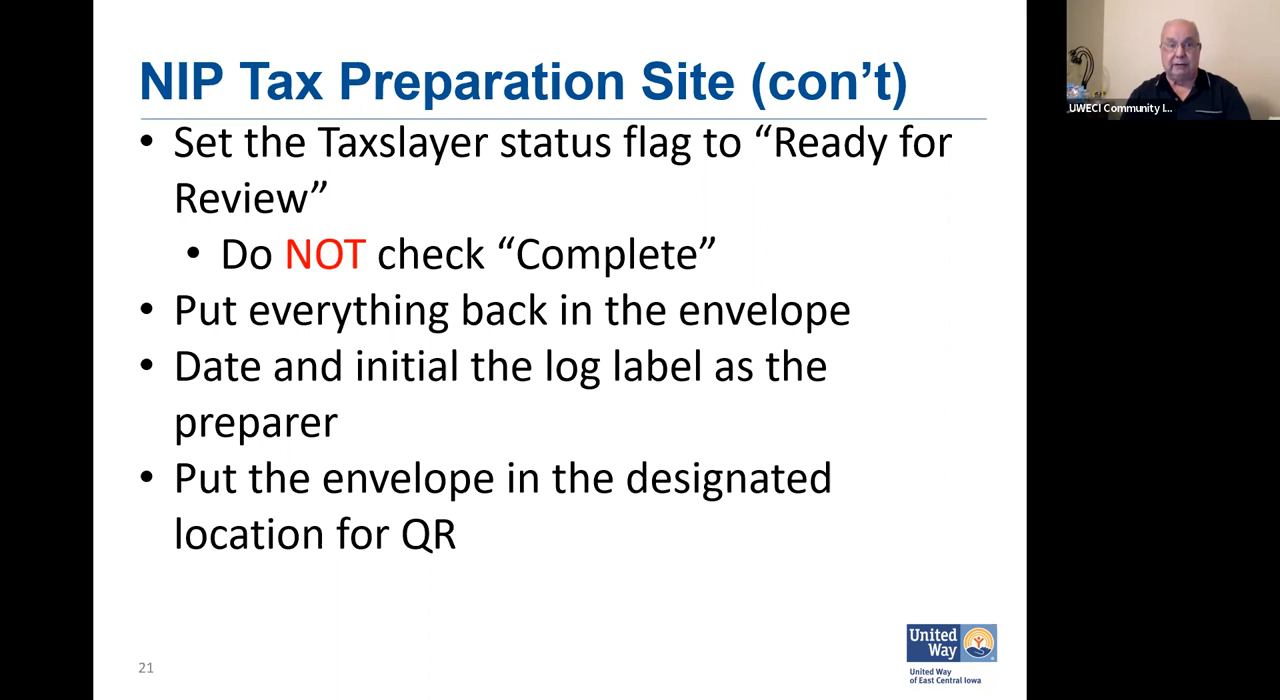 NIP Tax Preparation Site (con’t)
• Set the Taxslayer status flag to “Ready for
Review”
• Do NOT check “Complete”
• Put everything back in the envelope
• Date and initial the log label as the
preparer
• Put the envelope in the designated
location for QR
21
United
Way
United Way
of East Central Iowa
UWECI Community I...